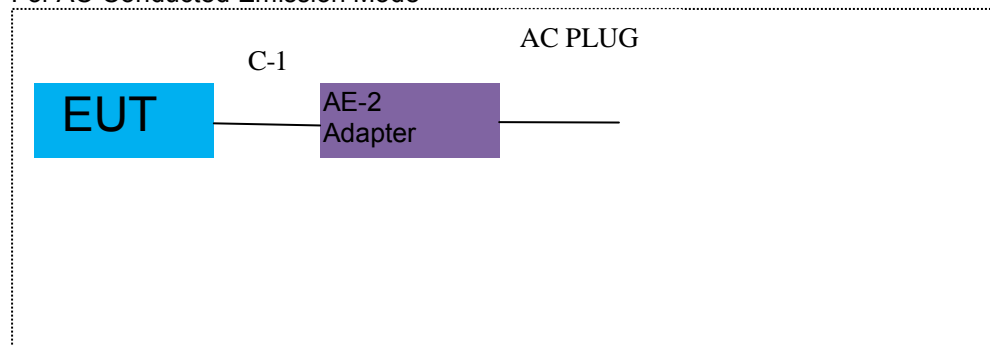 For AC Conducted Emission Mode
AC PLUG
C-1
EUT
AE-2
Adapter